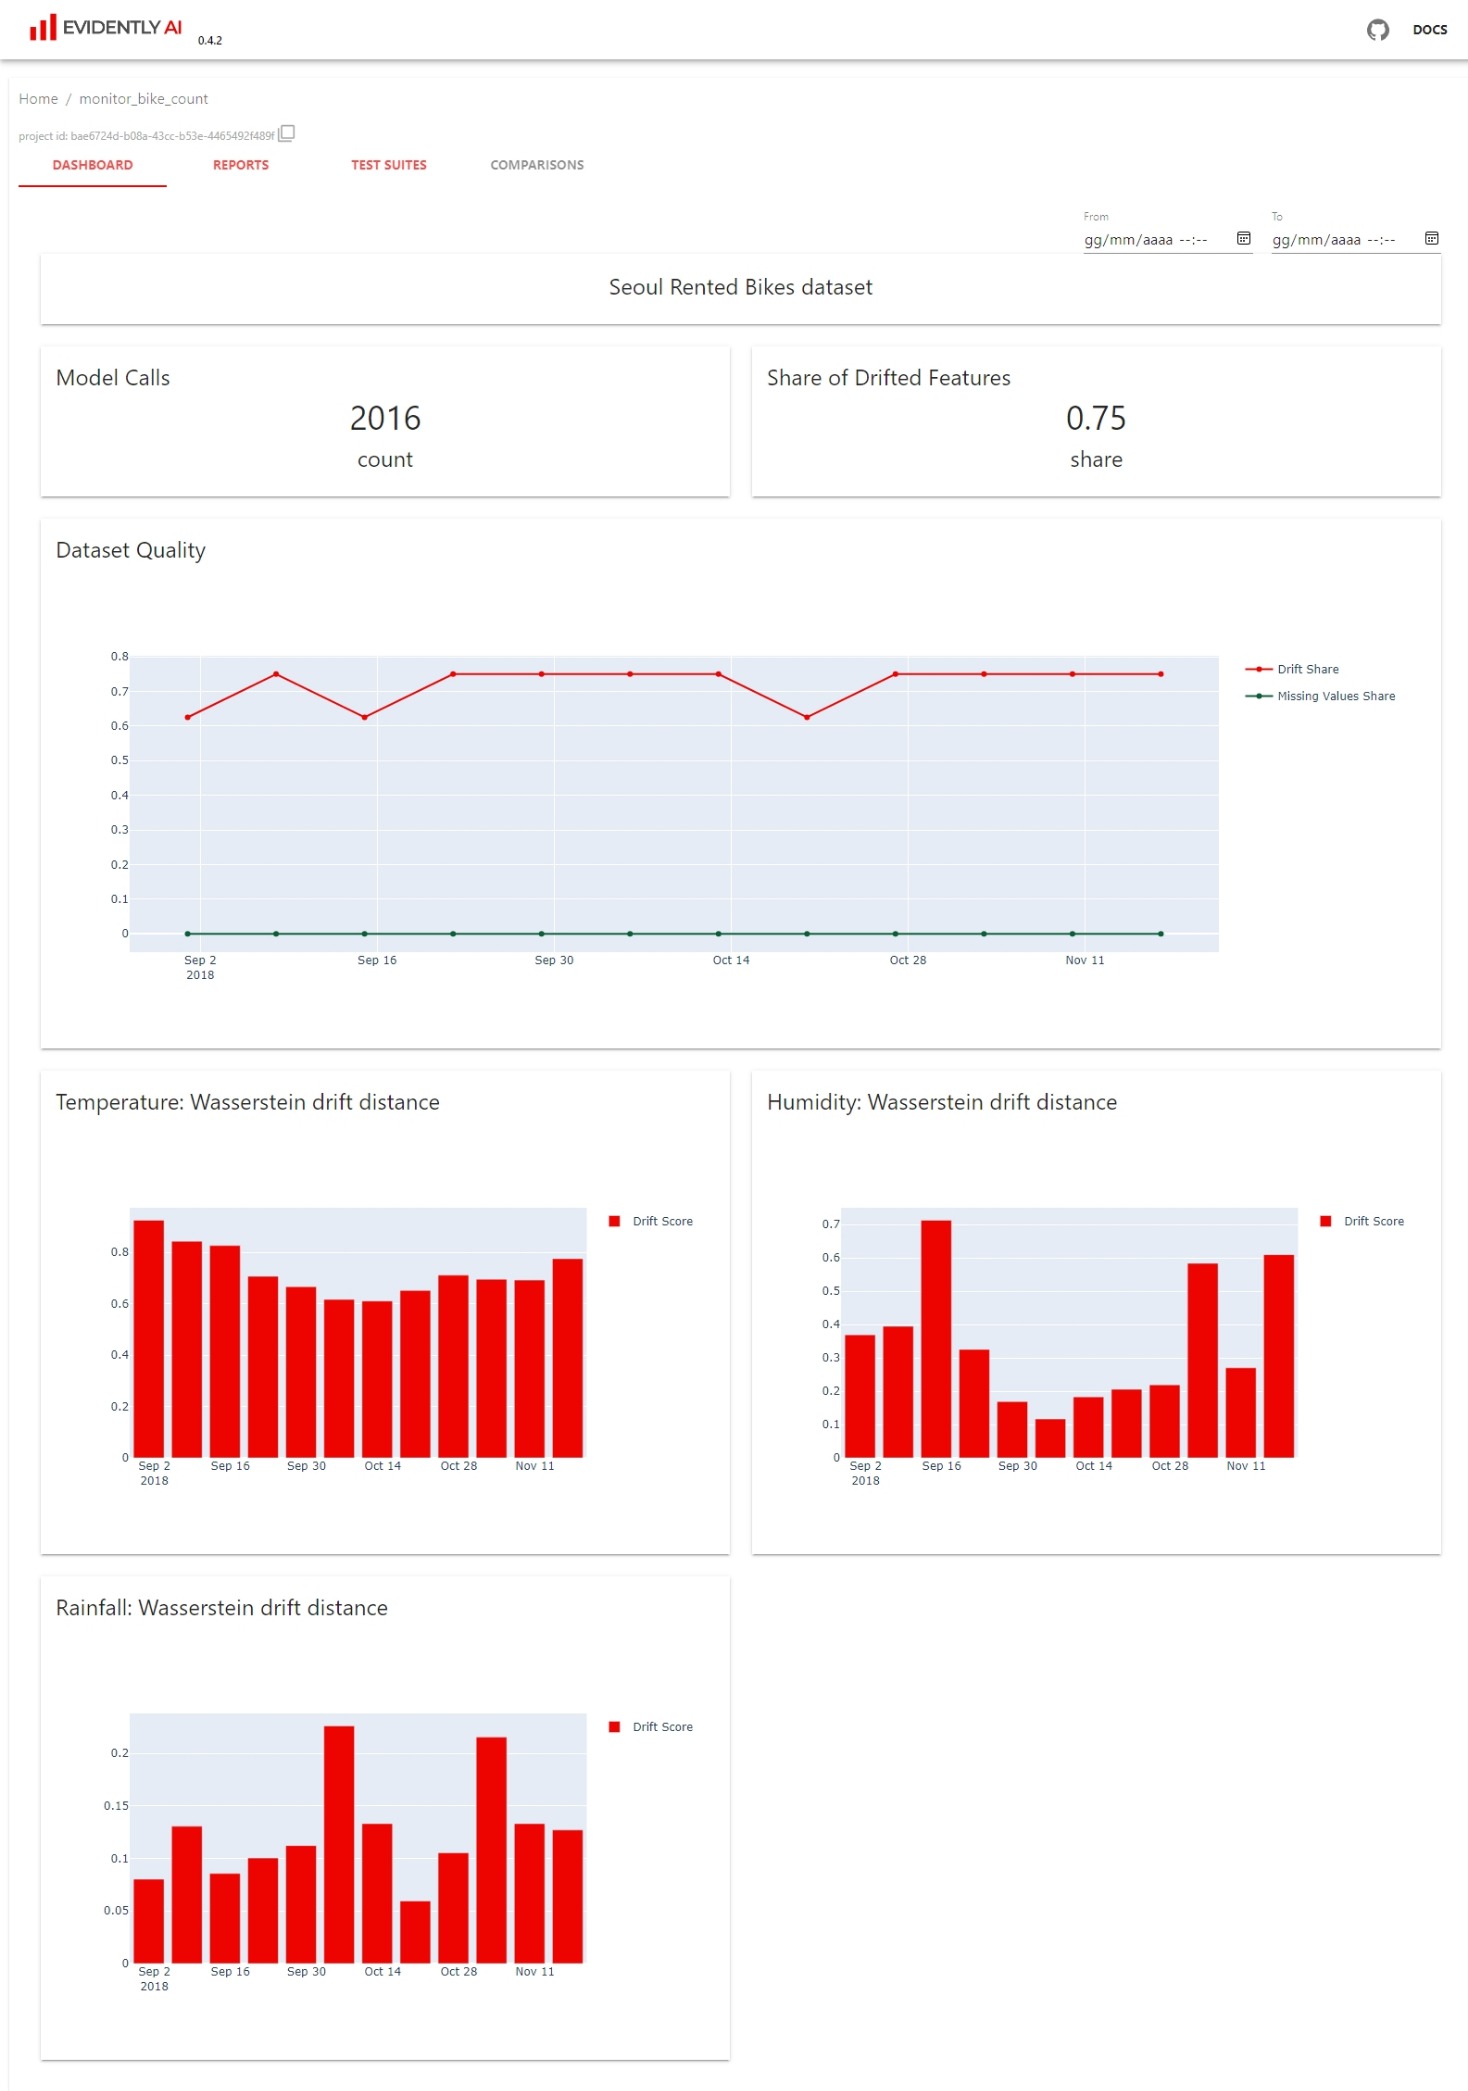 EVIDENTLY AI 0.4.2 DOCS
Home / monitor_bike_count
project id: bae6724d-b08a-43cc-b53e-4465492f489f
DASHBOARD REPORTS TEST SUITES COMPARISONS
From To
gg/mm/aaaa --:-- gg/mm/aaaa --:--
Seoul Rented Bikes dataset
Model Calls
2016
count
Share of Drifted Features
0.75
share
Dataset Quality
0.8
0.7
0.6
0.5
0.4
0.3
0.2
0.1
0
Sep 2 Sep 16 Sep 30 Oct 14 Oct 28 Nov 11
2018
Drift Share
Missing Values Share
Temperature: Wasserstein drift distance
0.8
0.6
0.4
0.2
0
Sep 2 Sep 16 Sep 30 Oct 14 Oct 28 Nov 11
2018
Drift Score
Humidity: Wasserstein drift distance
0.7
0.6
0.5
0.4
0.3
0.2
0.1
0
Sep 2 Sep 16 Sep 30 Oct 14 Oct 28 Nov 11
2018
Drift Score
Rainfall: Wasserstein drift distance
0.2
0.15
0.1
0.05
0
Sep 2 Sep 16 Sep 30 Oct 14 Oct 28 Nov 11
2018
Drift Score